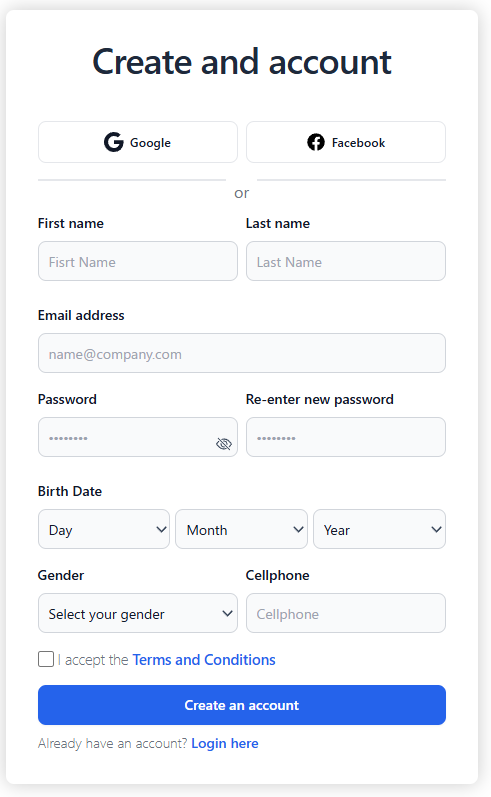 Create and account
Google Facebook
or
First name Last name
Fisrt Name Last Name
Email address
name@company.com
Password Re-enter new password
•••••••• ••••••••
Birth Date
Day Month Year
Gender Cellphone
Select your gender Cellphone
I accept the Terms and Conditions
Create an account
Already have an account? Login here